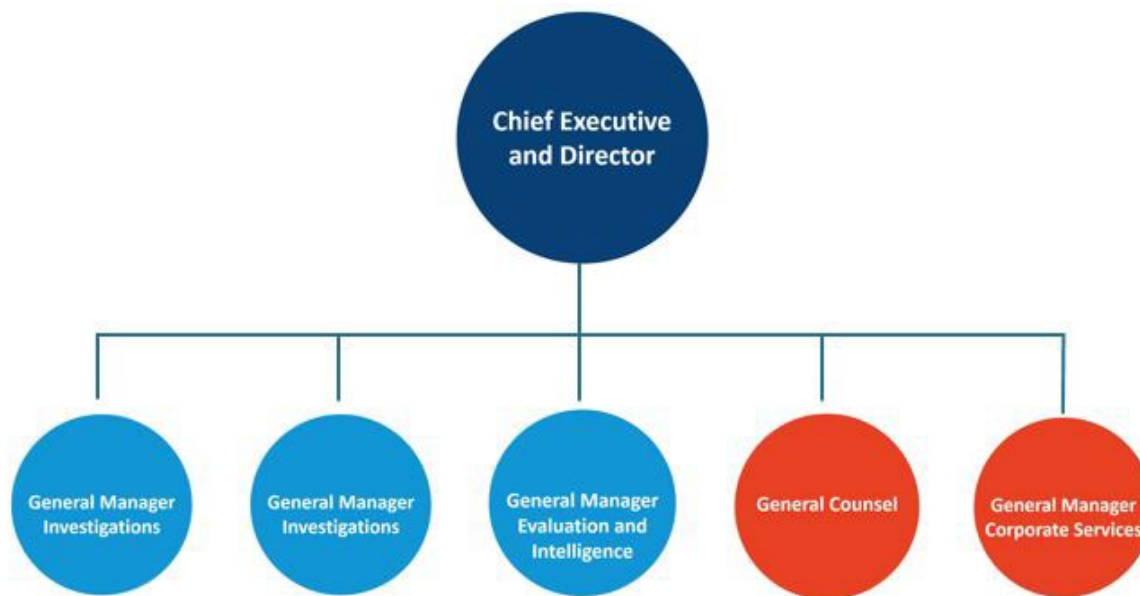 Chief Executive
and Director
General Manager
Investigations
General Manager
Investigations
General Manager
Evaluation and
Intelligence
General Counsel
General Manager
Corporate Services